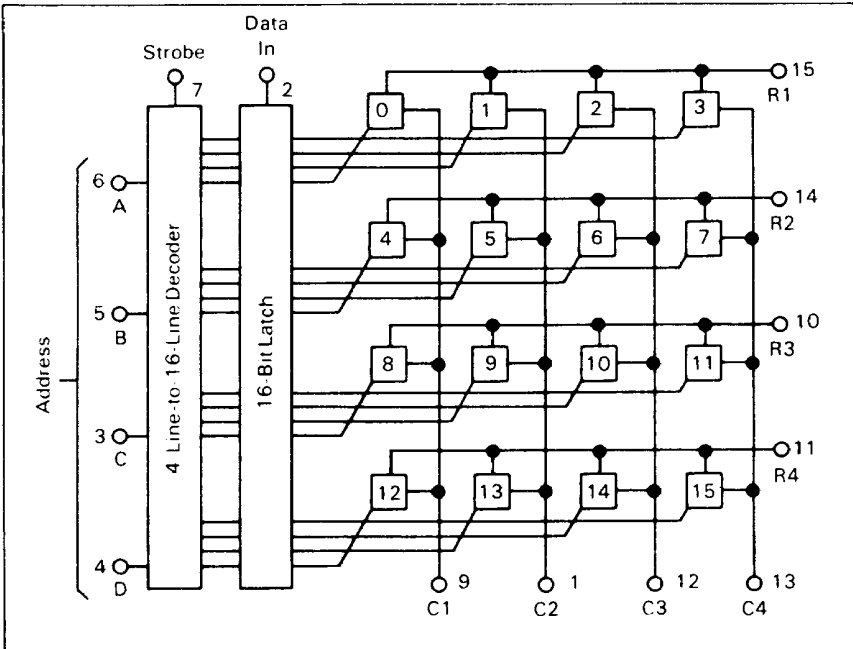 Strobe
7
Data
In
2
Address
6
A
5
B
3
C
4
D
4 Line-to-16-Line Decoder
16-Bit Latch
0
1
2
3
15
R1
4
5
6
7
14
R2
8
9
10
11
10
R3
12
13
14
15
11
R4
9
C1
1
C2
12
C3
13
C4